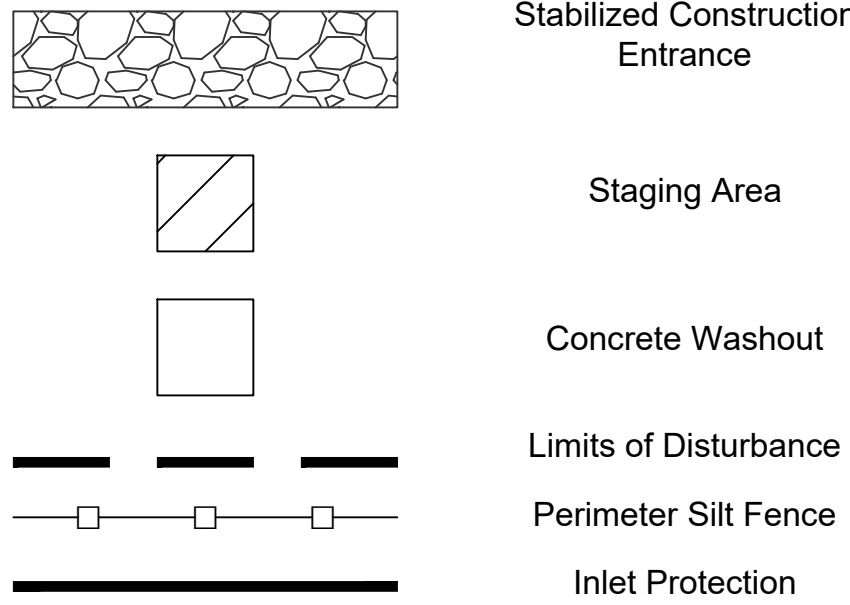 Stabilized Construction
Entrance
Staging Area
Concrete Washout
Limits of Disturbance
Perimeter Silt Fence
Inlet Protection